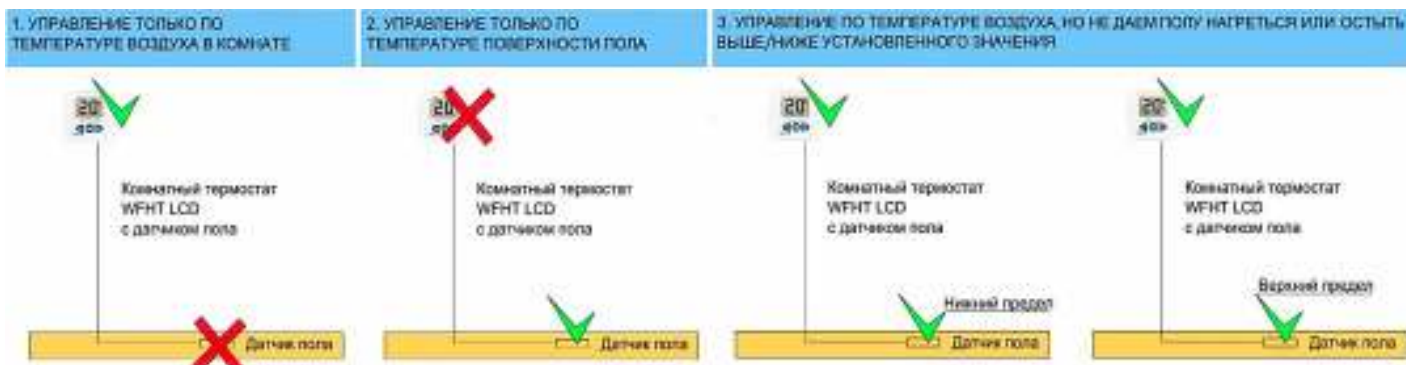 1. УПРАВЛЕНИЕ ТОЛЬКО ПО
ТЕМПЕРАТУРЕ ВОЗДУХА В КОМНАТЕ
2. УПРАВЛЕНИЕ ТОЛЬКО ПО
ТЕМПЕРАТУРЕ ПОВЕРХНОСТИ ПОЛА
3. УПРАВЛЕНИЕ ПО ТЕМПЕРАТУРЕ ВОЗДУХА, НО НЕ ДАЕМ ПОЛУ НАГРЕТЬСЯ ИЛИ ОСТЫТЬ
ВЫШЕ/НИЖЕ УСТАНОВЛЕННОГО ЗНАЧЕНИЯ
20°
Комнатный термостат
WFHT LCD
с датчиком пола
Датчик пола
20
Комнатный термостат
WFHT LCD
с датчиком пола
Датчик пола
20°
Комнатный термостат
WFHT LCD
с датчиком пола
Нижний предел
Датчик пола
20°
Комнатный термостат
WFHT LCD
с датчиком пола
Верхний предел
Датчик пола